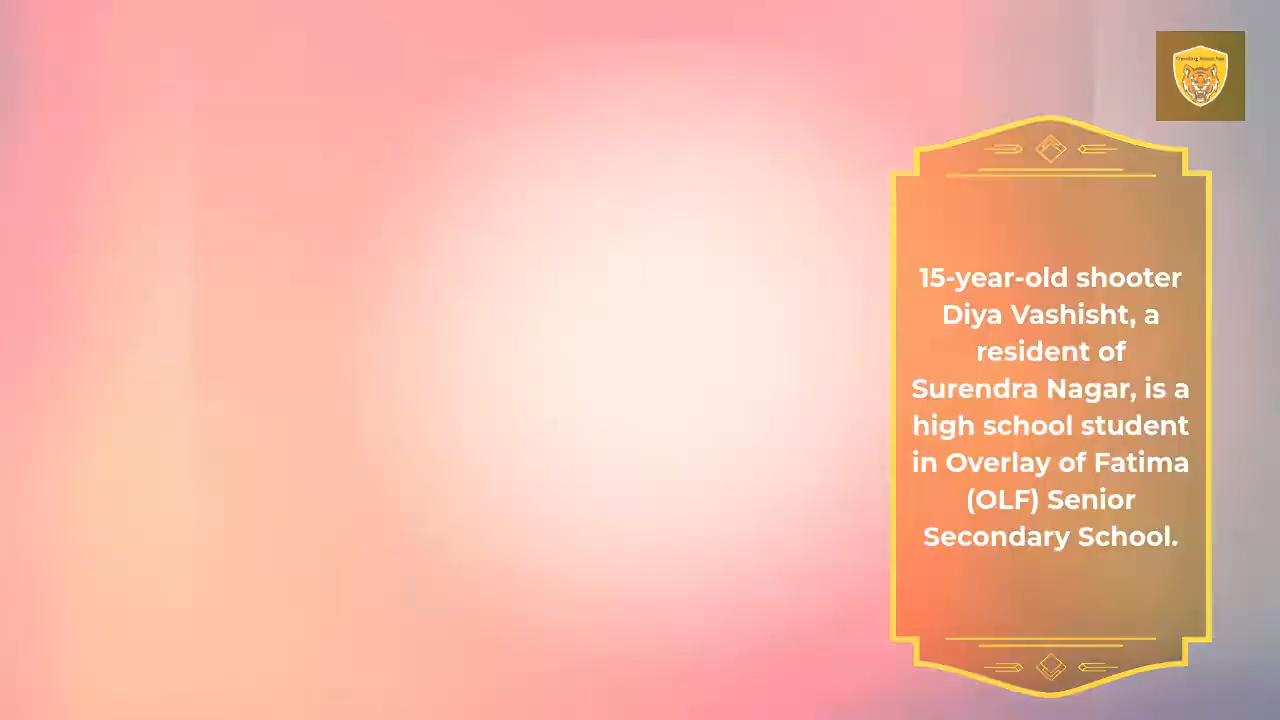 15-year-old shooter
Diya Vashisht, a
resident of
Surendra Nagar, is a
high school student
in Overlay of Fatima
(OLF) Senior
Secondary School.